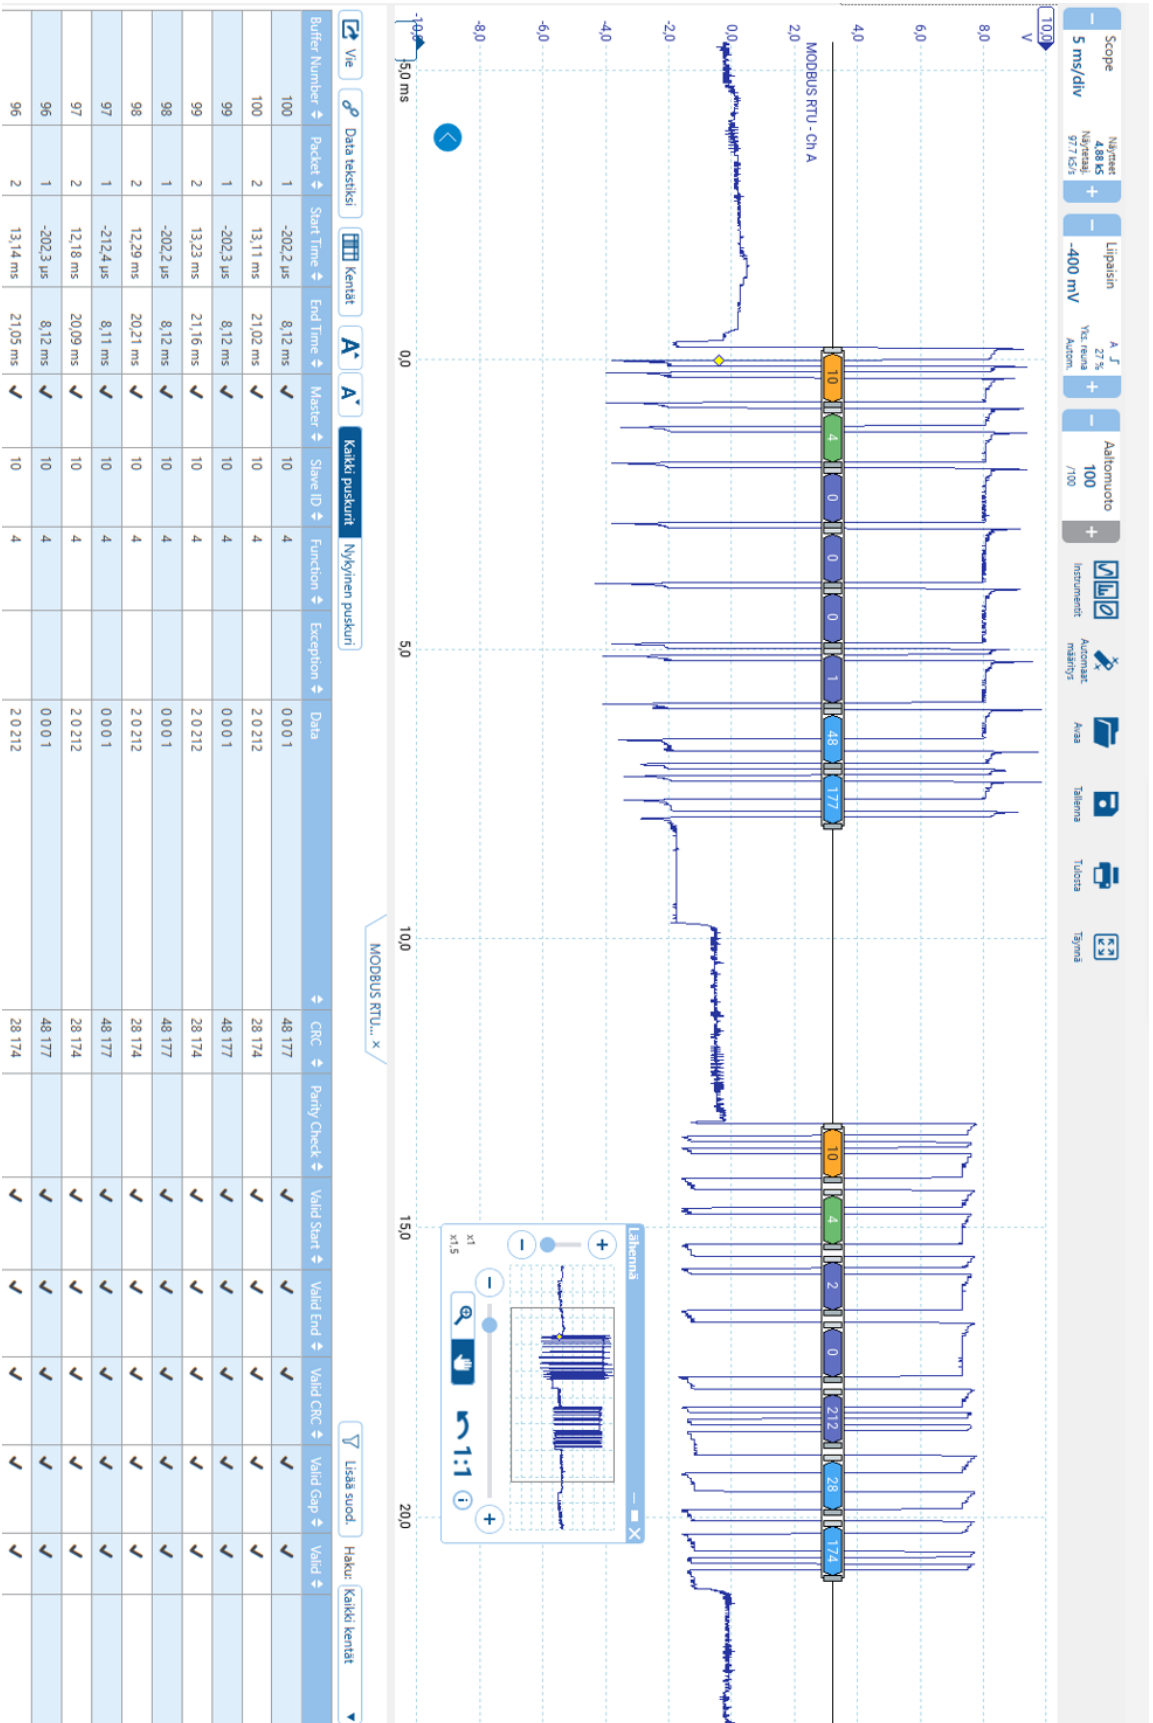 Scope
5 ms/div
Näytteet
4,88 kS
Näytetaaj.
97,7 kS/s
Liipaisin
-400 mV
A
27 %
Yks. reuna
Autom.
Aaltomuoto
100
/100
Instrumentit
Automaat.
määritys
Avaa
Tallenna
Tulosta
Täynnä
10,0
V
8,0
6,0
4,0
2,0
0,0
-2,0
-4,0
-6,0
-8,0
-10,0
MODBUS RTU - Ch A
10 4 0 0 0 1 48 177 10 4 2 0 212 28 174
-5,0 ms 0,0 5,0 10,0 15,0 20,0
Lähennä
x1
x1,5
1:1
MODBUS RTU... ×
Vie Data tekstiksi Kentät A A Kaikki puskurit Nykyinen puskuri Lisää suod. Haku: Kaikki kentät
Buffer Number Packet Start Time End Time Master Slave ID Function Exception Data CRC Parity Check Valid Start Valid End Valid CRC Valid Gap Valid
100 1 -202,2 µs 8,12 ms ✔ 10 4 0 0 0 1 48 177 ✔ ✔ ✔ ✔ ✔
100 2 13,11 ms 21,02 ms ✔ 10 4 2 0 212 28 174 ✔ ✔ ✔ ✔ ✔
99 1 -202,3 µs 8,12 ms ✔ 10 4 0 0 0 1 48 177 ✔ ✔ ✔ ✔ ✔
99 2 13,23 ms 21,16 ms ✔ 10 4 2 0 212 28 174 ✔ ✔ ✔ ✔ ✔
98 1 -202,2 µs 8,12 ms ✔ 10 4 0 0 0 1 48 177 ✔ ✔ ✔ ✔ ✔
98 2 12,29 ms 20,21 ms ✔ 10 4 2 0 212 28 174 ✔ ✔ ✔ ✔ ✔
97 1 -212,4 µs 8,11 ms ✔ 10 4 0 0 0 1 48 177 ✔ ✔ ✔ ✔ ✔
97 2 12,18 ms 20,09 ms ✔ 10 4 2 0 212 28 174 ✔ ✔ ✔ ✔ ✔
96 1 -202,3 µs 8,12 ms ✔ 10 4 0 0 0 1 48 177 ✔ ✔ ✔ ✔ ✔
96 2 13,14 ms 21,05 ms ✔ 10 4 2 0 212 28 174 ✔ ✔ ✔ ✔ ✔